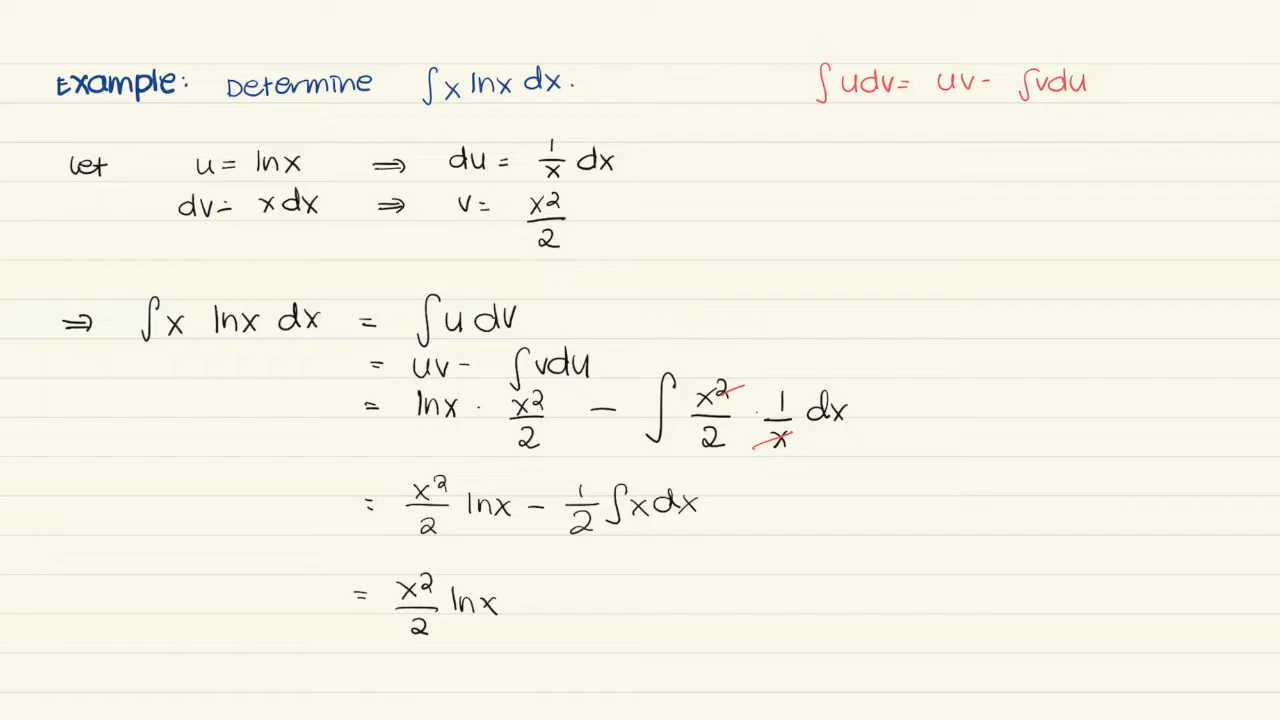 Example: Determine ∫x lnx dx. ∫udv = uv - ∫vdu
Let u = lnx ⇒ du = 1/x dx
dv = x dx ⇒ v = x²/2
⇒ ∫x lnx dx = ∫u dv
= uv - ∫vdu
= lnx · x²/2 - ∫ x²/2 · 1/x dx
= x²/2 lnx - 1/2 ∫x dx
= x²/2 lnx